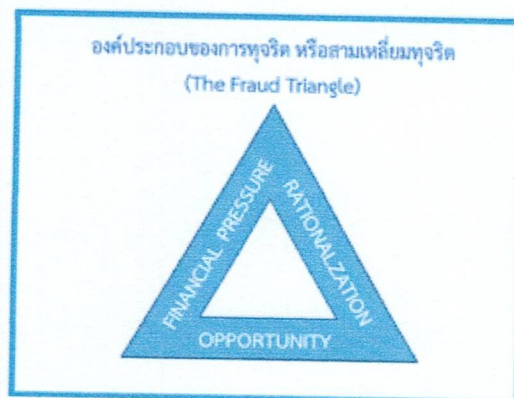 องค์ประกอบของการทุจริต หรือสามเหลี่ยมทุจริต
(The Fraud Triangle)
FINANCIAL PRESSURE
RATIONALZATION
OPPORTUNITY